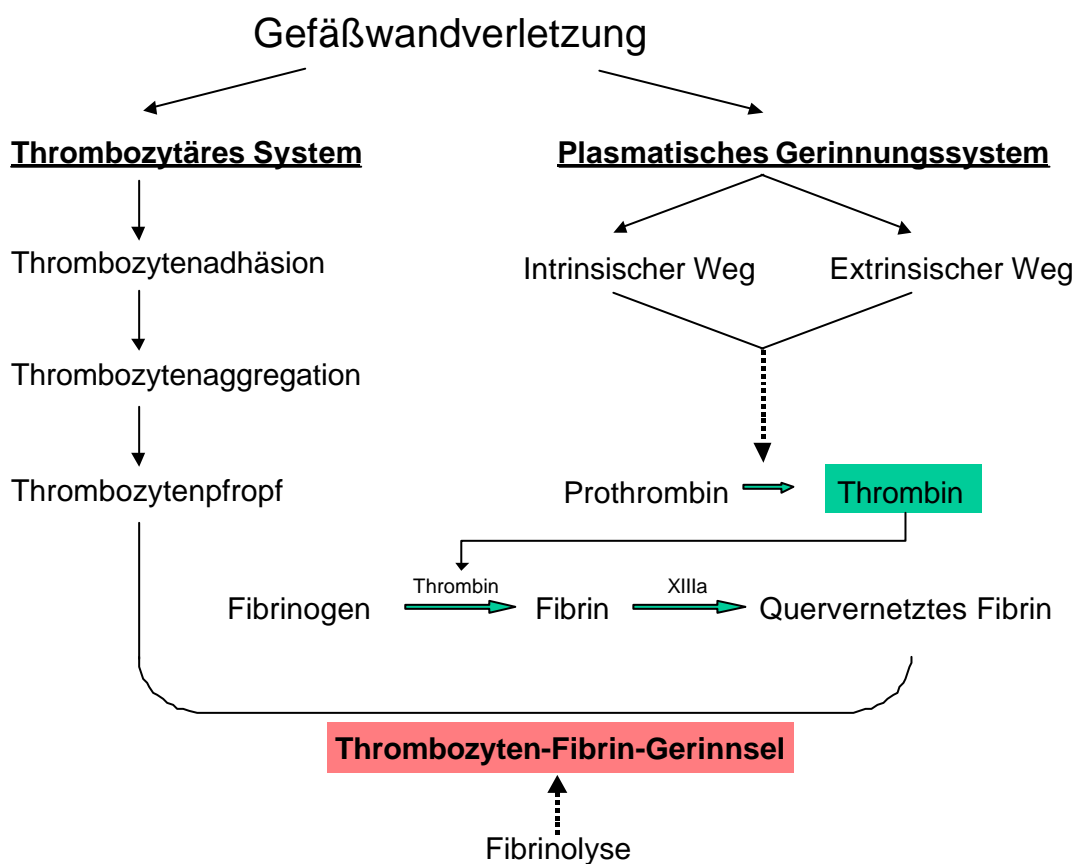 Gefäßwandverletzung
Thrombozytäres System
Plasmatisches Gerinnungssystem
Thrombozytenadhäsion
Intrinsischer Weg
Extrinsischer Weg
Thrombozytenaggregation
Thrombozytenpfropf
Prothrombin
Thrombin
Thrombin
XIIIa
Fibrinogen
Fibrin
Quervernetztes Fibrin
Thrombozyten-Fibrin-Gerinnsel
Fibrinolyse